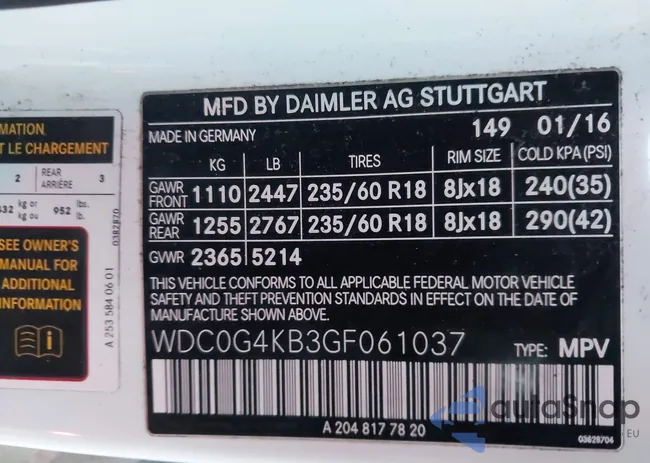 MATION
T LE CHARGEMENT
2 REAR ARRIÈRE 3
432 kg or kg ou 952 lbs. lb.
0382870
SEE OWNER'S
MANUAL FOR
ADDITIONAL
INFORMATION
i
A 253 584 06 01
MFD BY DAIMLER AG STUTTGART
MADE IN GERMANY 149 01/16
KG LB TIRES RIM SIZE COLD KPA (PSI)
GAWR FRONT 1110 2447 235/60 R18 8Jx18 240(35)
GAWR REAR 1255 2767 235/60 R18 8Jx18 290(42)
GVWR 2365 5214
THIS VEHICLE CONFORMS TO ALL APPLICABLE FEDERAL MOTOR VEHICLE
SAFETY AND THEFT PREVENTION STANDARDS IN EFFECT ON THE DATE OF
MANUFACTURE SHOWN ABOVE.
WDC0G4KB3GF061037 TYPE: MPV
A 204 817 78 20
03628704
autoSnap
EU